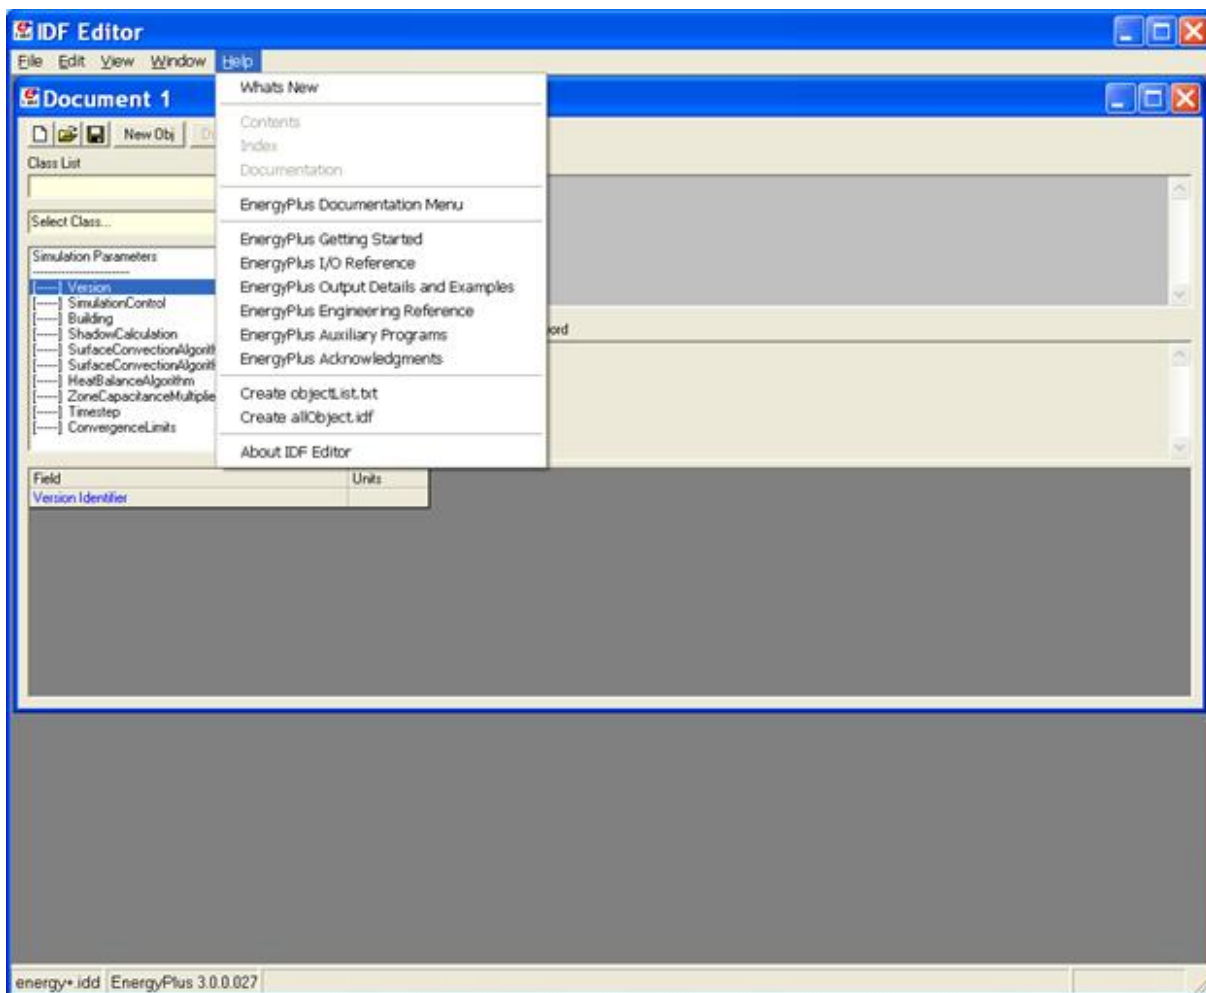 IDF Editor
File Edit View Window Help
Document 1
New Obj
Class List
Select Class...
Simulation Parameters
------------------------
[-----] Version
[-----] SimulationControl
[-----] Building
[-----] ShadowCalculation
[-----] SurfaceConvectionAlgorith
[-----] SurfaceConvectionAlgorith
[-----] HeatBalanceAlgorithm
[-----] ZoneCapacitanceMultiplie
[-----] Timestep
[-----] ConvergenceLimits
Whats New
Contents
Index
Documentation
EnergyPlus Documentation Menu
EnergyPlus Getting Started
EnergyPlus I/O Reference
EnergyPlus Output Details and Examples
EnergyPlus Engineering Reference
EnergyPlus Auxiliary Programs
EnergyPlus Acknowledgments
Create objectList.txt
Create allObject.idf
About IDF Editor
ord
Field Units
Version Identifier
energy+.idd EnergyPlus 3.0.0.027